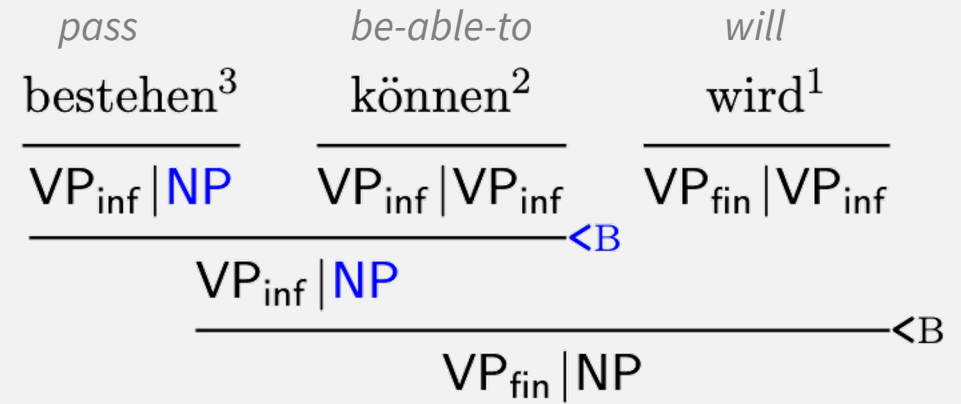 pass be-able-to will
bestehen³ können² wird¹
VP_inf|NP VP_inf|VP_inf VP_fin|VP_inf
<B
VP_inf|NP
<B
VP_fin|NP